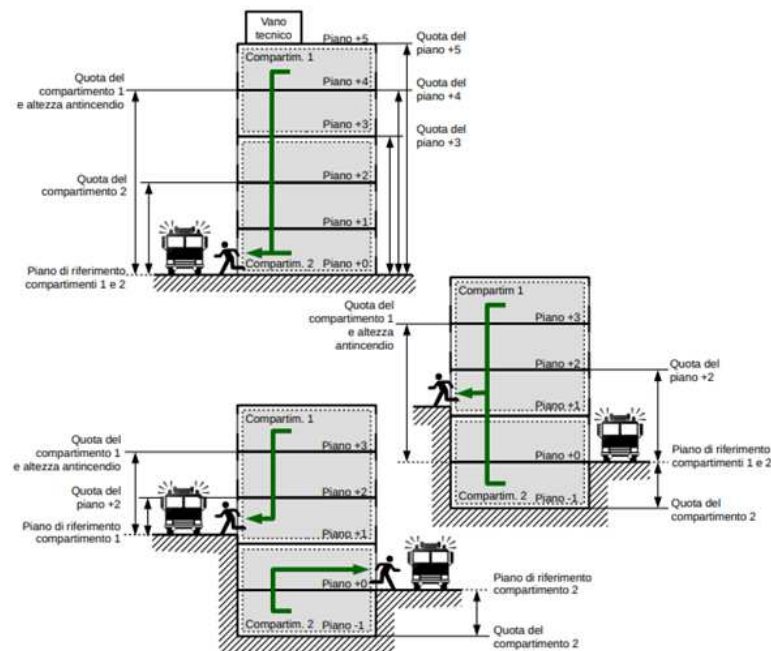 Vano
tecnico
Piano +5
Quota del
piano +5
Compartim. 1
Quota del
compartimento 1
e altezza antincendio
Piano +4
Quota del
piano +4
Piano +3
Quota del
piano +3
Quota del
compartimento 2
Piano +2
Piano +1
Piano di riferimento
compartimenti 1 e 2
Compartim. 2
Piano +0
Compartim 1
Quota del
compartimento 1
e altezza
antincendio
Piano +3
Piano +2
Quota del
piano +2
Piano +1
Piano +0
Piano di riferimento
compartimenti 1 e 2
Compartim. 2
Piano -1
Quota del
compartimento 2
Compartim. 1
Quota del
compartimento 1
e altezza antincendio
Piano +3
Quota del
piano +2
Piano +2
Piano di riferimento
compartimento 1
Piano +1
Piano +0
Piano di riferimento
compartimento 2
Compartim. 2
Piano -1
Quota del
compartimento 2